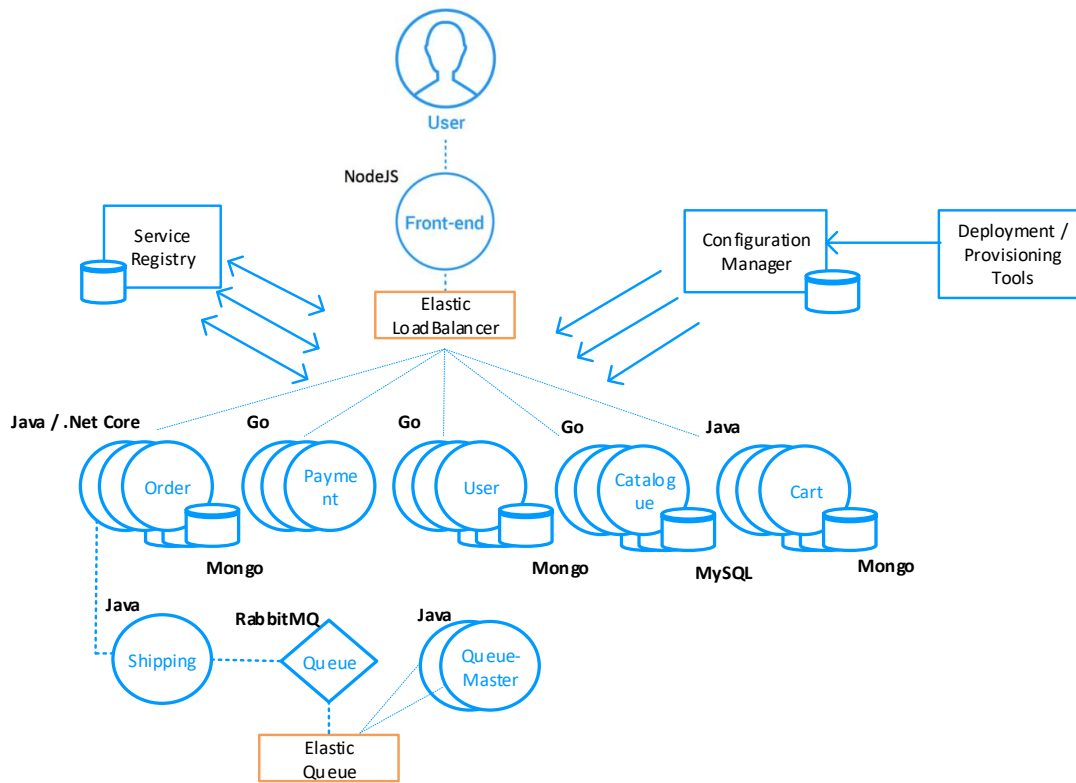 User
NodeJS
Front-end
Service
Registry
Configuration
Manager
Deployment /
Provisioning
Tools
Elastic
Load Balancer
Java / .Net Core
Go
Go
Go
Java
Order
Payme
nt
User
Catalog
ue
Cart
Mongo
Mongo
MySQL
Mongo
Java
RabbitMQ
Java
Shipping
Queue
Queue-
Master
Elastic
Queue